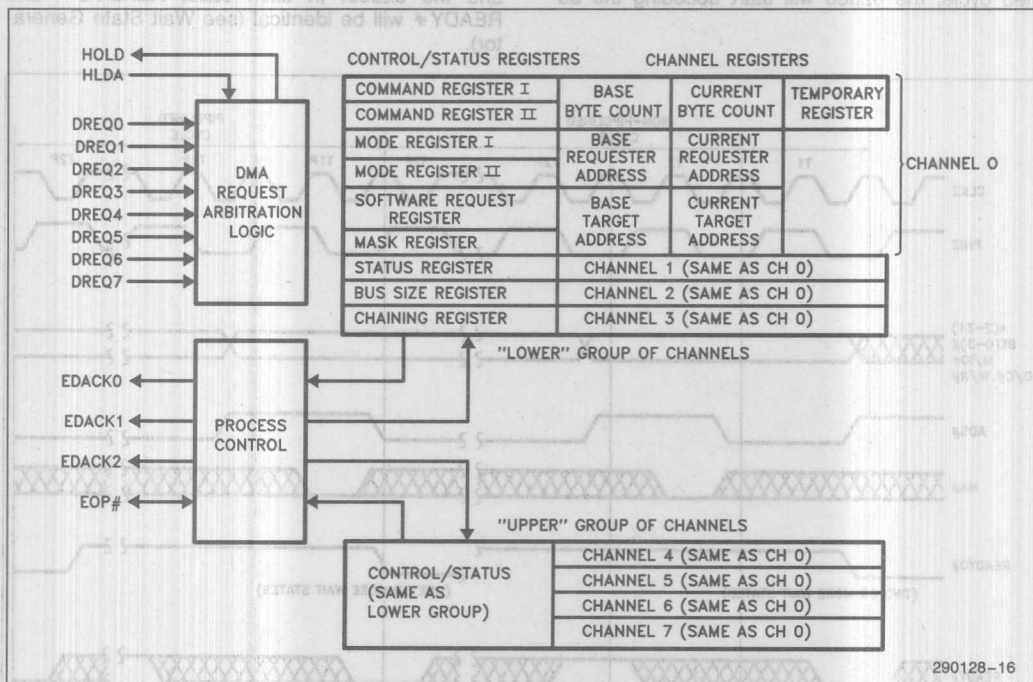 HOLD
HLDA
DREQ0
DREQ1
DREQ2
DREQ3
DREQ4
DREQ5
DREQ6
DREQ7
DMA
REQUEST
ARBITRATION
LOGIC
CONTROL/STATUS REGISTERS
CHANNEL REGISTERS
COMMAND REGISTER I
COMMAND REGISTER II
MODE REGISTER I
MODE REGISTER II
SOFTWARE REQUEST
REGISTER
MASK REGISTER
STATUS REGISTER
BUS SIZE REGISTER
CHAINING REGISTER
BASE
BYTE COUNT
CURRENT
BYTE COUNT
TEMPORARY
REGISTER
BASE
REQUESTER
ADDRESS
CURRENT
REQUESTER
ADDRESS
BASE
TARGET
ADDRESS
CURRENT
TARGET
ADDRESS
CHANNEL 0
CHANNEL 1 (SAME AS CH 0)
CHANNEL 2 (SAME AS CH 0)
CHANNEL 3 (SAME AS CH 0)
"LOWER" GROUP OF CHANNELS
EDACK0
EDACK1
EDACK2
EOP#
PROCESS
CONTROL
"UPPER" GROUP OF CHANNELS
CONTROL/STATUS
(SAME AS
LOWER GROUP)
CHANNEL 4 (SAME AS CH 0)
CHANNEL 5 (SAME AS CH 0)
CHANNEL 6 (SAME AS CH 0)
CHANNEL 7 (SAME AS CH 0)
290128-16